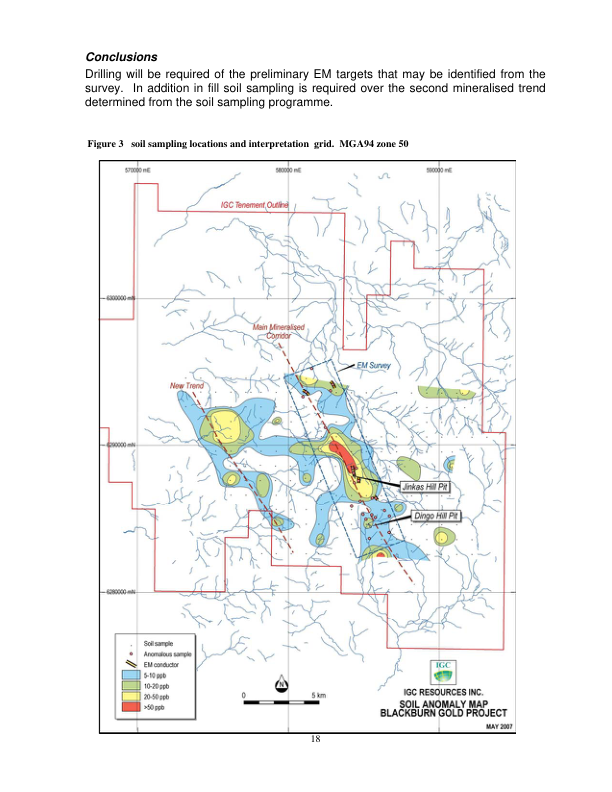 Conclusions
Drilling will be required of the preliminary EM targets that may be identified from the
survey. In addition in fill soil sampling is required over the second mineralised trend
determined from the soil sampling programme.
Figure 3 soil sampling locations and interpretation grid. MGA94 zone 50
570000 mE
580000 mE
590000 mE
IGC Tenement Outline
6300000 mN
Main Mineralised
Corridor
EM Survey
New Trend
6290000 mN
Jinkas Hill Pit
Dingo Hill Pit
6280000 mN
Soil sample
Anomalous sample
EM conductor
5-10 ppb
10-20 ppb
20-50 ppb
>50 ppb
N
0
5 km
IGC
IGC RESOURCES INC.
SOIL ANOMALY MAP
BLACKBURN GOLD PROJECT
MAY 2007
18